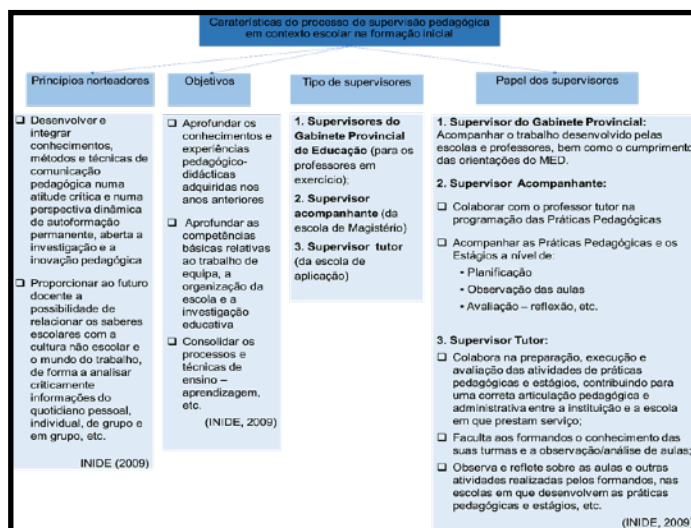 Caraterísticas do processo de supervisão pedagógica
em contexto escolar na formação inicial
Princípios norteadores
❑ Desenvolver e
integrar
conhecimentos,
métodos e técnicas de
comunicação
pedagógica numa
atitude crítica e numa
perspectiva dinâmica
de autoformação
permanente, aberta a
investigação e a
inovação pedagógica
❑ Proporcionar ao futuro
docente a
possibilidade de
relacionar os saberes
escolares com a
cultura não escolar e
o mundo do trabalho,
de forma a analisar
criticamente
informações do
quotidiano pessoal,
individual, de grupo e
em grupo, etc.
INIDE (2009)
Objetivos
❑ Aprofundar os
conhecimentos e
experiências
pedagógico-
didácticas
adquiridas nos
anos anteriores
❑ Aprofundar as
competências
básicas relativas
ao trabalho de
equipa, a
organização da
escola e a
investigação
educativa
❑ Consolidar os
processos e
técnicas de
ensino –
aprendizagem,
etc.
(INIDE, 2009)
Tipo de supervisores
1. Supervisores do
Gabinete Provincial
de Educação (para os
professores em
exercício);
2. Supervisor
acompanhante (da
escola de Magistério)
3. Supervisor tutor
(da escola de
aplicação)
Papel dos supervisores
1. Supervisor do Gabinete Provincial:
Acompanhar o trabalho desenvolvido pelas
escolas e professores, bem como o cumprimento
das orientações do MED.
2. Supervisor Acompanhante:
❑ Colaborar com o professor tutor na
programação das Práticas Pedagógicas
❑ Acompanhar as Práticas Pedagógicas e os
Estágios a nível de:
• Planificação
• Observação das aulas
• Avaliação – reflexão, etc.
3. Supervisor Tutor:
❑ Colabora na preparação, execução e
avaliação das atividades de práticas
pedagógicas e estágios, contribuindo para
uma correta articulação pedagógica e
administrativa entre a instituição e a escola
em que prestam serviço;
❑ Faculta aos formandos o conhecimento das
suas turmas e a observação/análise de aulas;
❑ Observa e reflete sobre as aulas e outras
atividades realizadas pelos formandos, nas
escolas em que desenvolvem as práticas
pedagógicas e estágios, etc.
(INIDE, 2009)